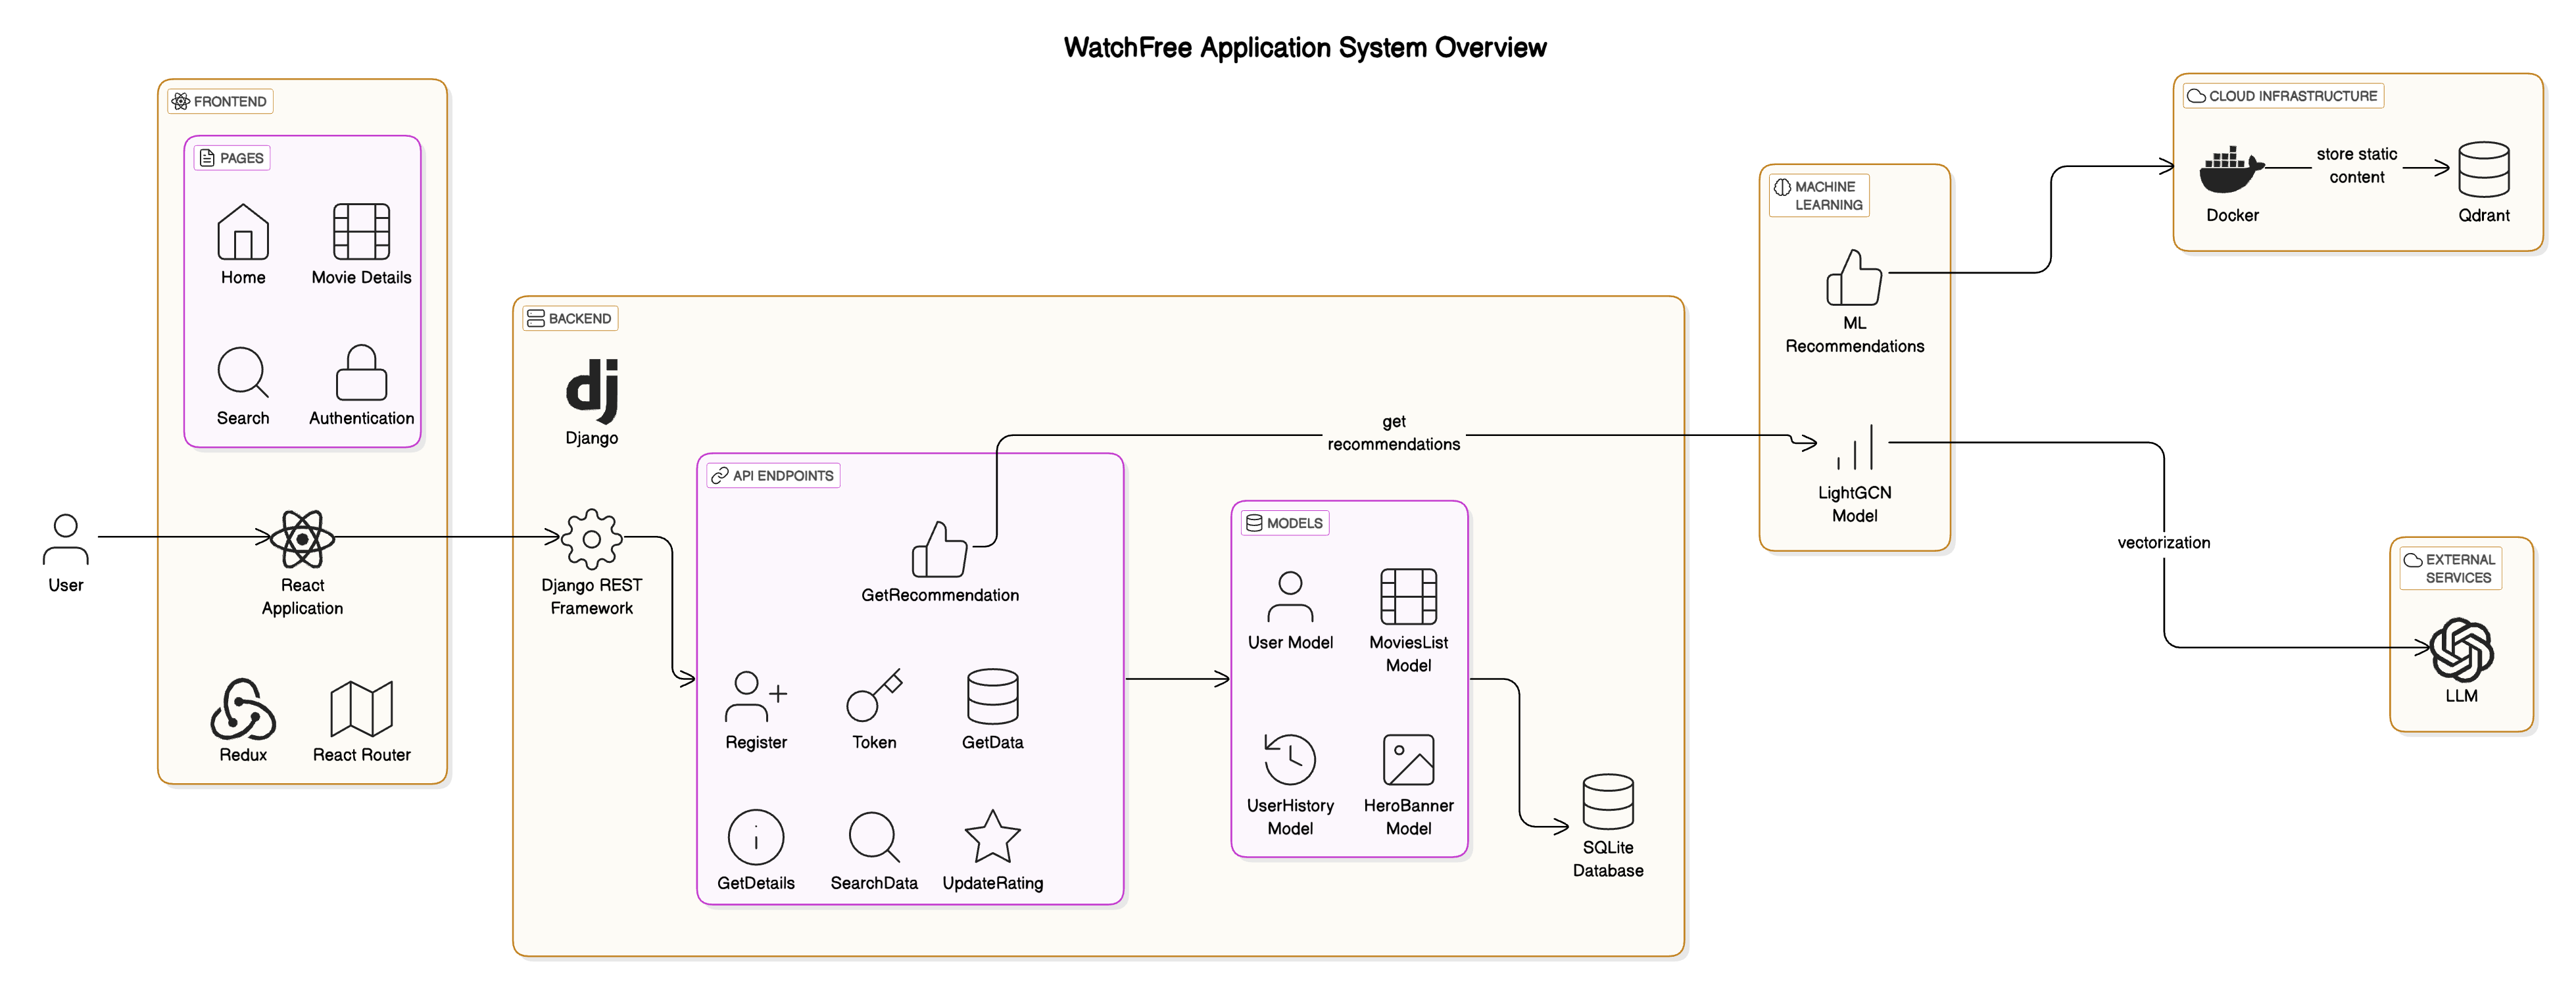 WatchFree Application System Overview
FRONTEND
PAGES
Home
Movie Details
Search
Authentication
User
React
Application
Redux
React Router
BACKEND
dj
Django
Django REST
Framework
API ENDPOINTS
GetRecommendation
Register
Token
GetData
GetDetails
SearchData
UpdateRating
get
recommendations
MODELS
User Model
MoviesList
Model
UserHistory
Model
HeroBanner
Model
SQLite
Database
MACHINE
LEARNING
ML
Recommendations
LightGCN
Model
CLOUD INFRASTRUCTURE
Docker
store static
content
Qdrant
vectorization
EXTERNAL
SERVICES
LLM